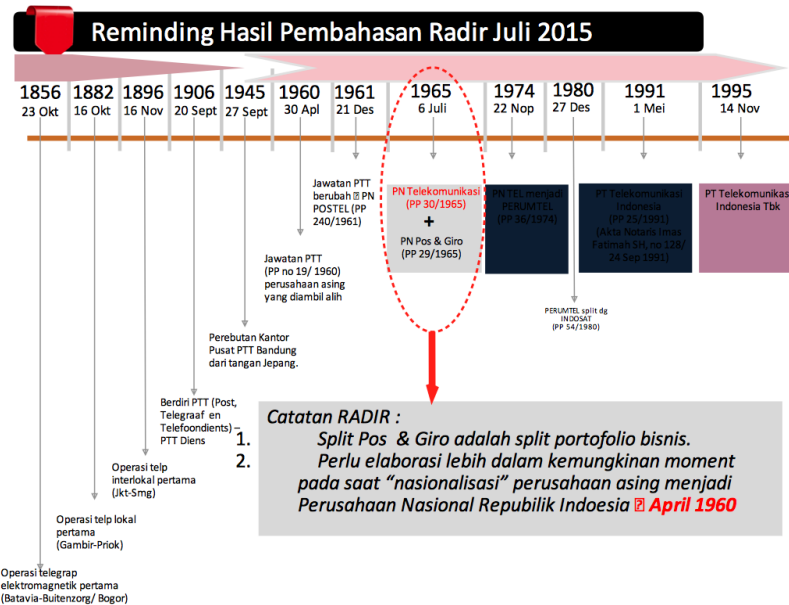 Reminding Hasil Pembahasan Radir Juli 2015
1856
23 Okt
1882
16 Okt
1896
16 Nov
1906
20 Sept
1945
27 Sept
1960
30 Apl
1961
21 Des
1965
6 Juli
1974
22 Nop
1980
27 Des
1991
1 Mei
1995
14 Nov
Jawatan PTT
berubah  PN
POSTEL (PP
240/1961)
PN Telekomunikasi
(PP 30/1965)
+
PN Pos & Giro
(PP 29/1965)
PN TEL menjadi
PERUMTEL
(PP 36/1974)
PT Telekomunikasi
Indonesia
(PP 25/1991)
(Akta Notaris Imas
Fatimah SH, no 128/
24 Sep 1991)
PT Telekomunikasi
Indonesia Tbk
Jawatan PTT
(PP no 19/ 1960)
perusahaan asing
yang diambil alih
PERUMTEL split dg
INDOSAT
(PP 54/1980)
Perebutan Kantor
Pusat PTT Bandung
dari tangan Jepang.
Berdiri PTT (Post,
Telegraaf en
Telefoondients) –
PTT Diens
Operasi telp
interlokal pertama
(Jkt-Smg)
Operasi telp lokal
pertama
(Gambir-Priok)
Operasi telegrap
elektromagnetik pertama
(Batavia-Buitenzorg/ Bogor)
Catatan RADIR :
1. Split Pos & Giro adalah split portofolio bisnis.
2. Perlu elaborasi lebih dalam kemungkinan moment
pada saat “nasionalisasi” perusahaan asing menjadi
Perusahaan Nasional Repubilik Indoesia  April 1960